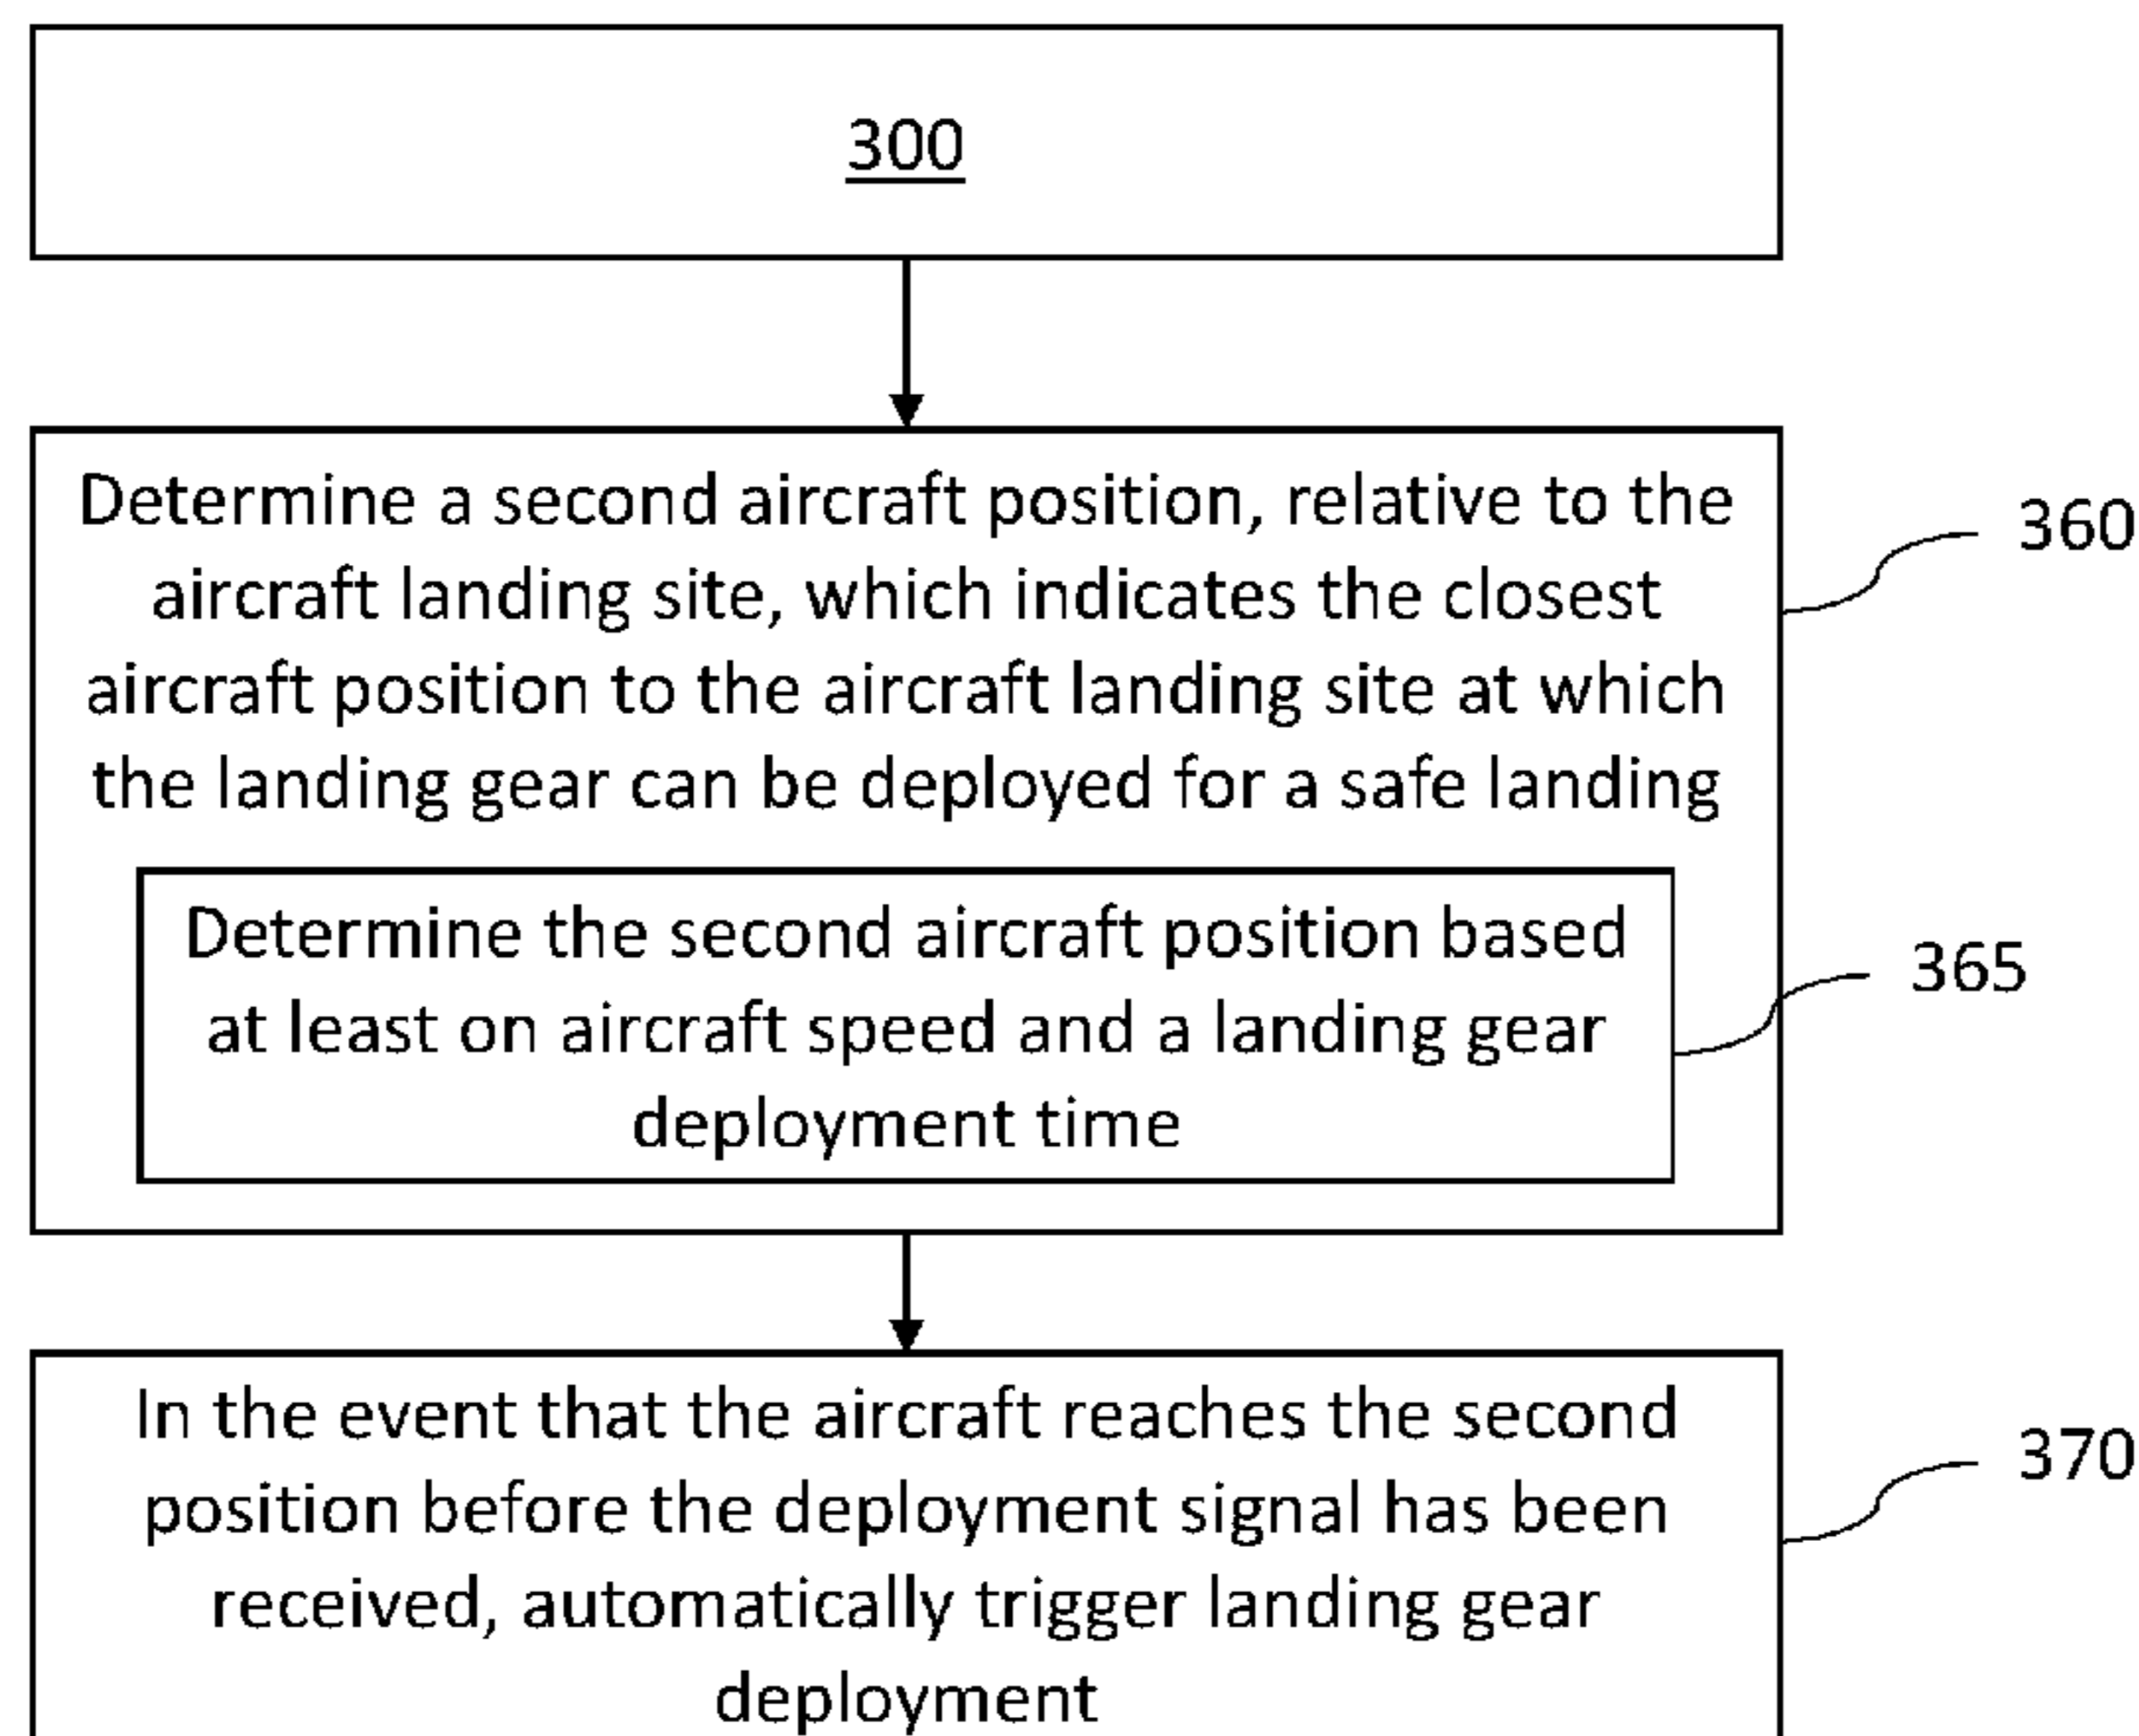 300
Determine a second aircraft position, relative to the
aircraft landing site, which indicates the closest
aircraft position to the aircraft landing site at which
the landing gear can be deployed for a safe landing
360
Determine the second aircraft position based
at least on aircraft speed and a landing gear
deployment time
365
In the event that the aircraft reaches the second
position before the deployment signal has been
received, automatically trigger landing gear
deployment
370